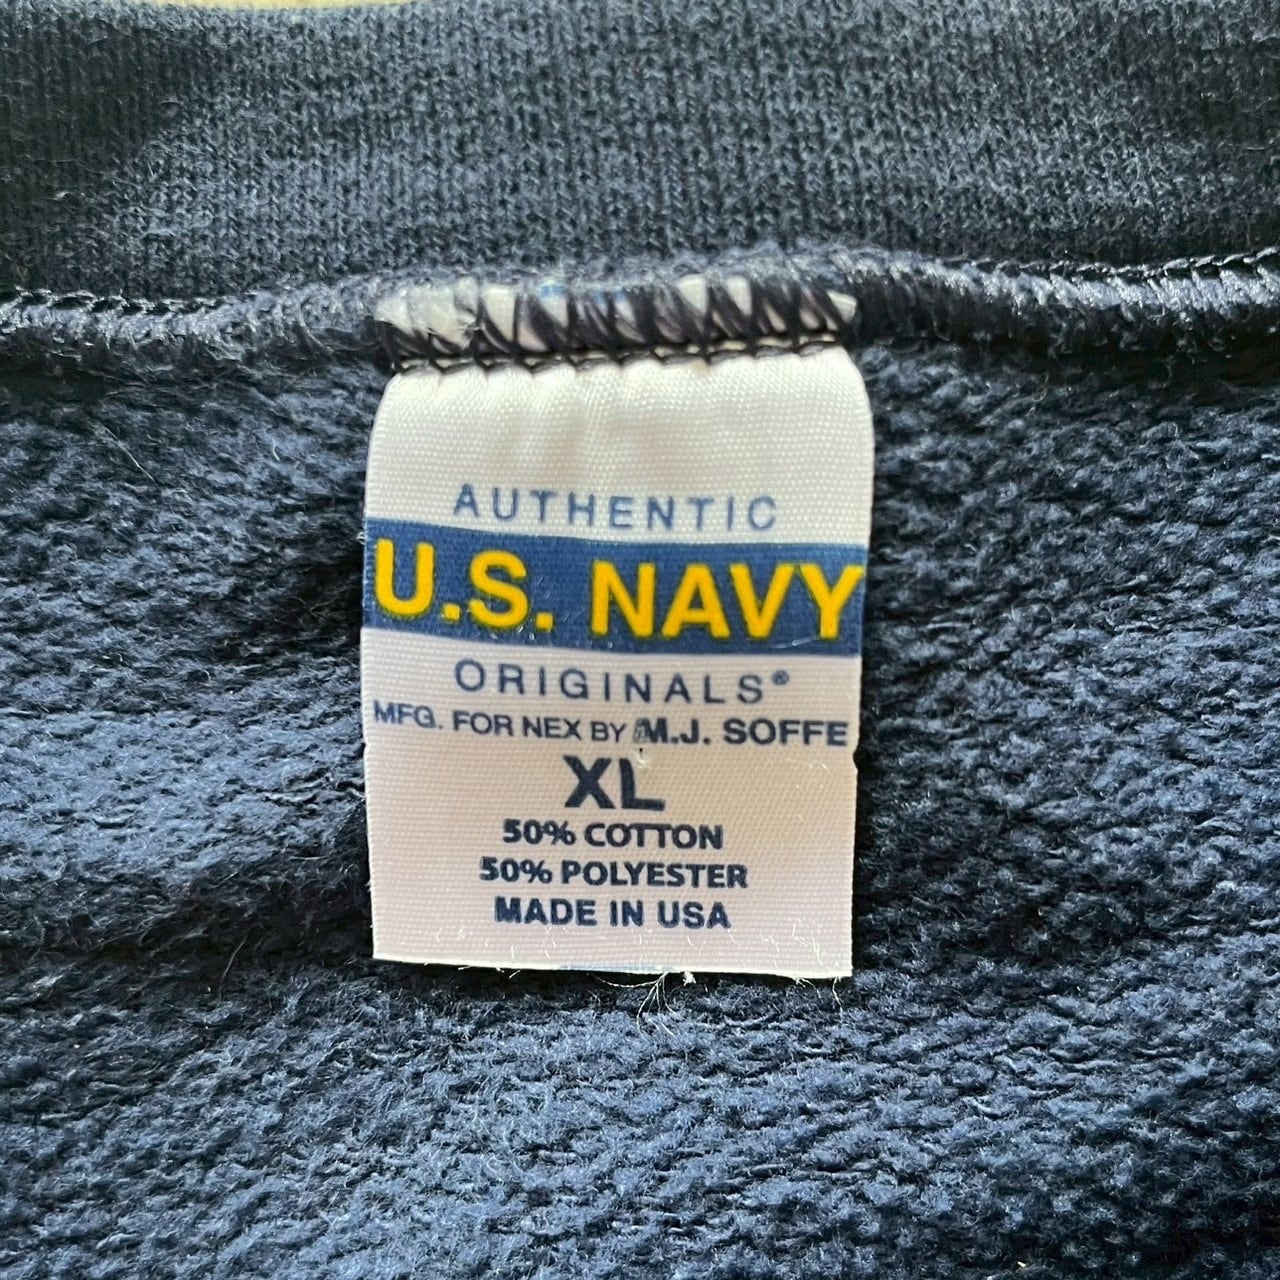 AUTHENTIC
U.S. NAVY
ORIGINALS®
MFG. FOR NEX BY M.J. SOFFE
XL
50% COTTON
50% POLYESTER
MADE IN USA